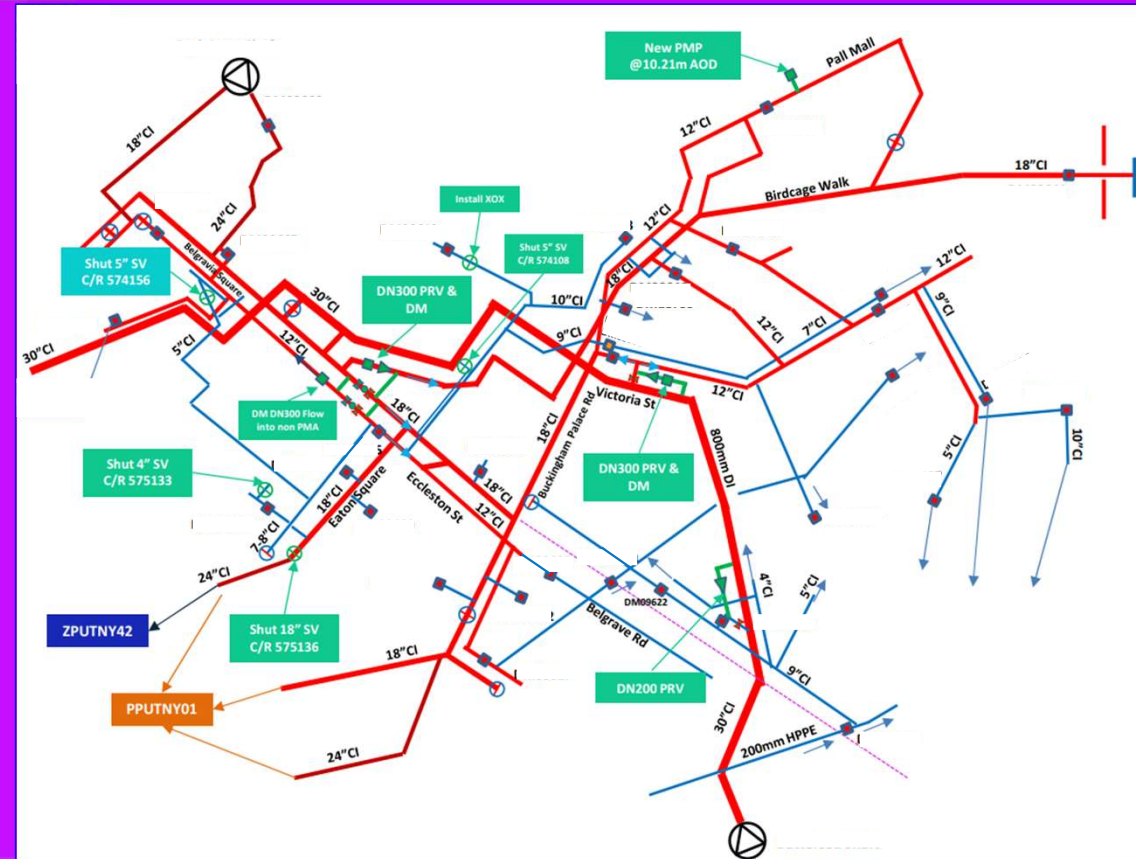 New PMP
@10.21m AOD
Pall Mall
12"CI
18"CI
24"CI
18"CI
Birdcage Walk
Install XOX
12"CI
Shut 5" SV
C/R 574108
Shut 5" SV
C/R 574156
Belgravia Square
DN300 PRV &
DM
30"CI
10"CI
18"CI
12"CI
9"CI
30"CI
5"CI
12"CI
9"CI
12"CI
7"CI
DM DN300 Flow
into non PMA
18"CI
18"CI
Buckingham Palace Rd
Victoria St
12"CI
800mm DI
DN300 PRV &
DM
5"CI
10"CI
Shut 4" SV
C/R 575133
18"CI
Eaton Square
Eccleston St
18"CI
12"CI
7-8"CI
24"CI
ZPUTNY42
Shut 18" SV
C/R 575136
DM09622
Belgrave Rd
4"CI
5"CI
18"CI
PPUTNY01
DN200 PRV
9"CI
24"CI
30"CI
200mm HPPE